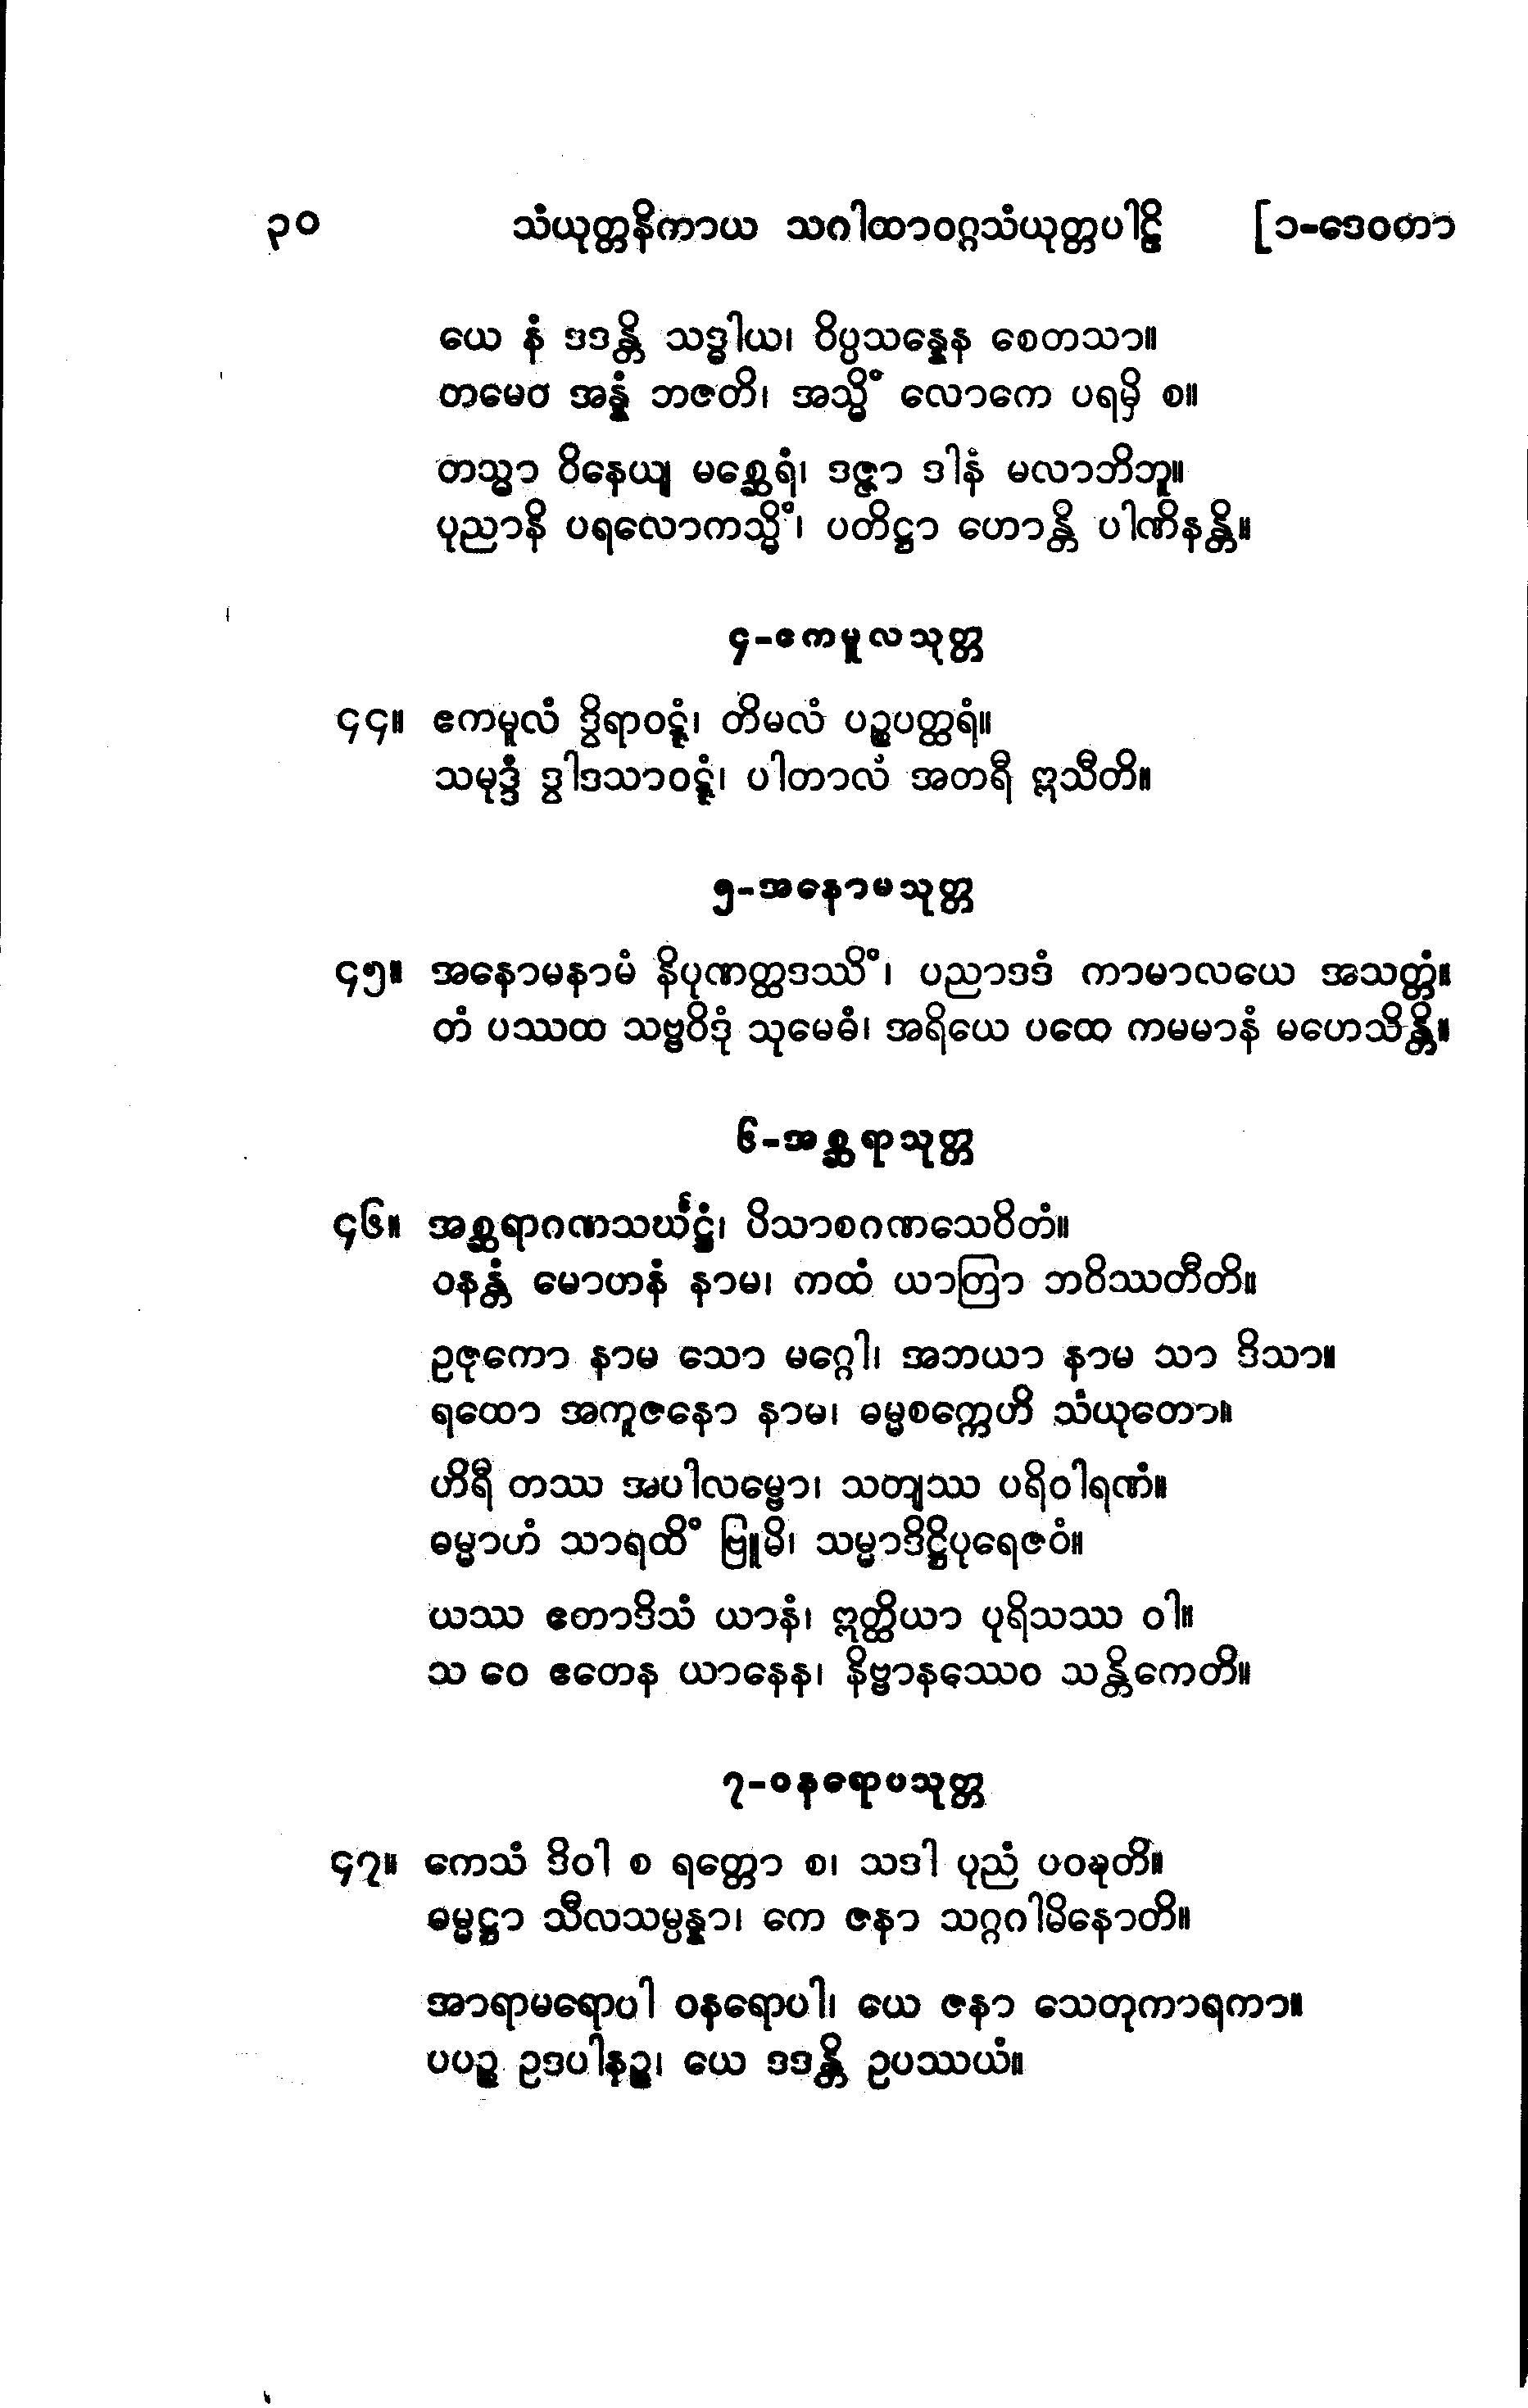 ၃၀ သံယုတ္တနိကာယ သဂါထာဝဂ္ဂသံယုတ္တပါဠိ [၁-ဒေဝတာ
ယေ နံ ဒဒန္တိ သဒ္ဓါယ၊ ဝိပ္ပသန္နေန စေတသာ။
တမေဝ အန္နံ ဘဇတိ၊ အသ္မိံ လောကေ ပရမှိ စ။
တသ္မာ ဝိနေယျ မစ္ဆေရံ၊ ဒဇ္ဇာ ဒါနံ မလာဘိဘူ။
ပုညာနိ ပရလောကသ္မိံ၊ ပတိဋ္ဌာ ဟောန္တိ ပါဏိနန္တိ။
၄-ဧကမူလသုတ္တ
၄၄။ ဧကမူလံ ဒွိရာဝဋ္ဋံ၊ တိမလံ ပဉ္စပတ္ထရံ။
သမုဒ္ဒံ ဒွါဒသာဝဋ္ဋံ၊ ပါတာလံ အတရီ ဣသီတိ။
၅-အနောမသုတ္တ
၄၅။ အနောမနာမံ နိပုဏတ္ထဒဿိံ၊ ပညာဒဒံ ကာမာလယေ အသတ္တံ။
တံ ပဿထ သဗ္ဗဝိဒုံ သုမေဓံ၊ အရိယေ ပထေ ကမမာနံ မဟေသိန္တိ။
၆-အစ္ဆရာသုတ္တ
၄၆။ အစ္ဆရာဂဏသင်္ဃုဋ္ဌံ၊ ပိသာစဂဏသေဝိတံ။
ဝနန္တံ မောဟနံ နာမ၊ ကထံ ယာတြာ ဘဝိဿတီတိ။
ဥဇုကော နာမ သော မဂ္ဂေါ၊ အဘယာ နာမ သာ ဒိသာ။
ရထော အကူဇနော နာမ၊ ဓမ္မစက္ကေဟိ သံယုတော။
ဟိရီ တဿ အပါလမ္ဗော၊ သတျဿ ပရိဝါရဏံ။
ဓမ္မာဟံ သာရထိံ ဗြူမိ၊ သမ္မာဒိဋ္ဌိပုရေဇဝံ။
ယဿ ဧတာဒိသံ ယာနံ၊ ဣတ္ထိယာ ပုရိသဿ ဝါ။
သ ဝေ ဧတေန ယာနေန၊ နိဗ္ဗာနဿေဝ သန္တိကေတိ။
၇-ဝနရောပသုတ္တ
၄၇။ ကေသံ ဒိဝါ စ ရတ္တော စ၊ သဒါ ပုညံ ပဝဍ္ဎတိ။
ဓမ္မဋ္ဌာ သီလသမ္ပန္နာ၊ ကေ ဇနာ သဂ္ဂဂါမိနောတိ။
အာရာမရောပါ ဝနရောပါ၊ ယေ ဇနာ သေတုကာရကာ။
ပပဉ္စ ဥဒပါနဉ္စ၊ ယေ ဒဒန္တိ ဥပဿယံ။